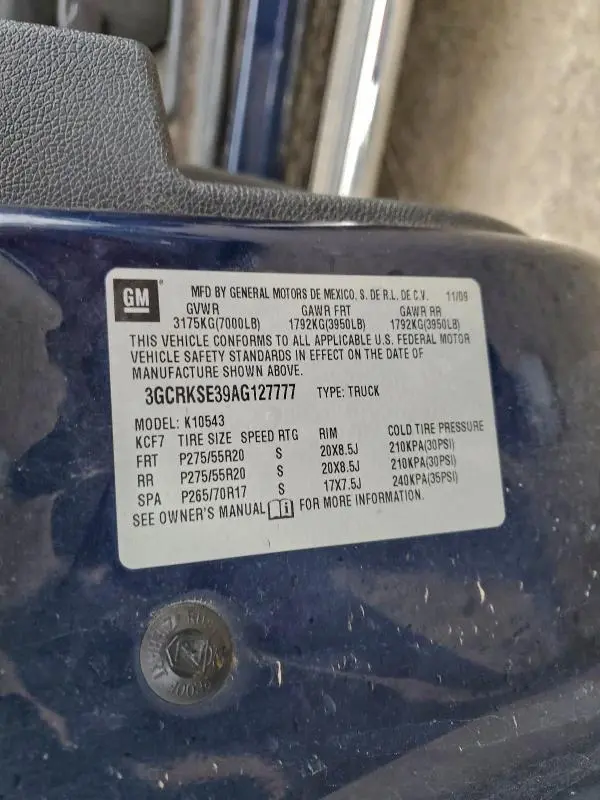 GM
MFD BY GENERAL MOTORS DE MEXICO, S. DE R.L. DE C.V. 11/09
GVWR GAWR FRT GAWR RR
3175KG(7000LB) 1792KG(3950LB) 1792KG(3950LB)
THIS VEHICLE CONFORMS TO ALL APPLICABLE U.S. FEDERAL MOTOR
VEHICLE SAFETY STANDARDS IN EFFECT ON THE DATE OF
MANUFACTURE SHOWN ABOVE.
3GCRKSE39AG127777 TYPE: TRUCK
MODEL: K10543
KCF7 TIRE SIZE SPEED RTG RIM COLD TIRE PRESSURE
FRT P275/55R20 S 20X8.5J 210KPA(30PSI)
RR P275/55R20 S 20X8.5J 210KPA(30PSI)
SPA P265/70R17 S 17X7.5J 240KPA(35PSI)
SEE OWNER'S MANUAL FOR MORE INFORMATION.